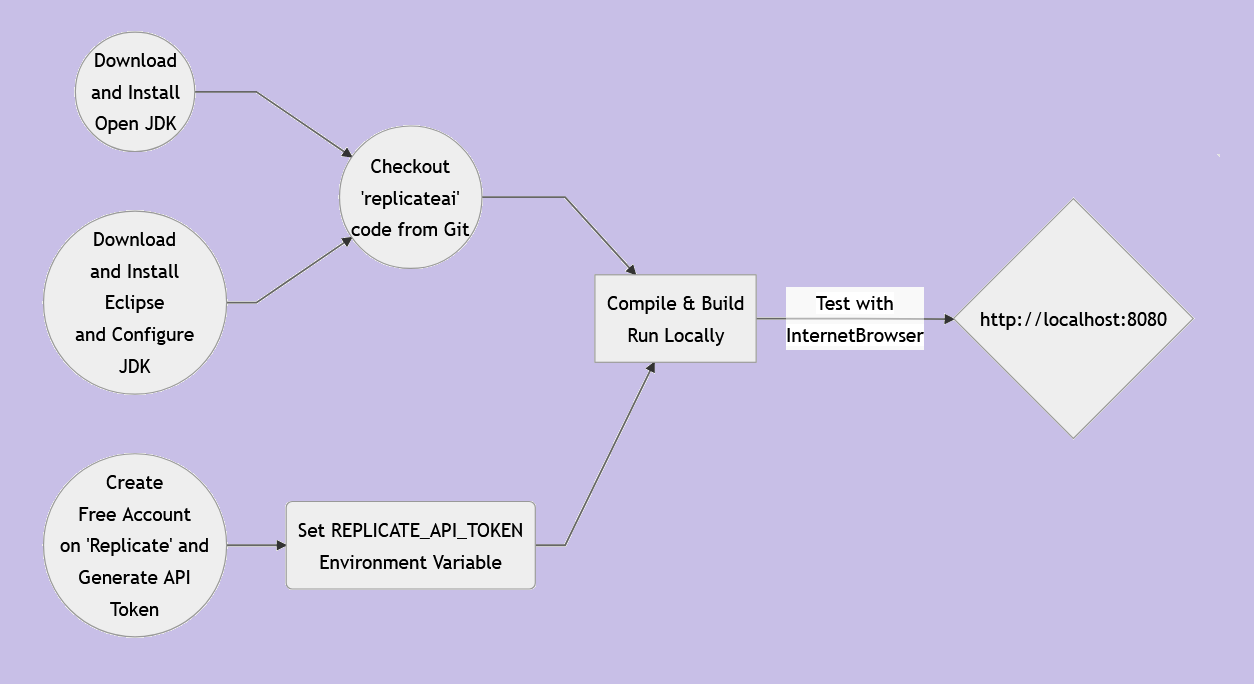 Download
and Install
Open JDK
Download
and Install
Eclipse
and Configure
JDK
Checkout
'replicateai'
code from Git
Create
Free Account
on 'Replicate' and
Generate API
Token
Set REPLICATE_API_TOKEN
Environment Variable
Compile & Build
Run Locally
Test with
InternetBrowser
http://localhost:8080